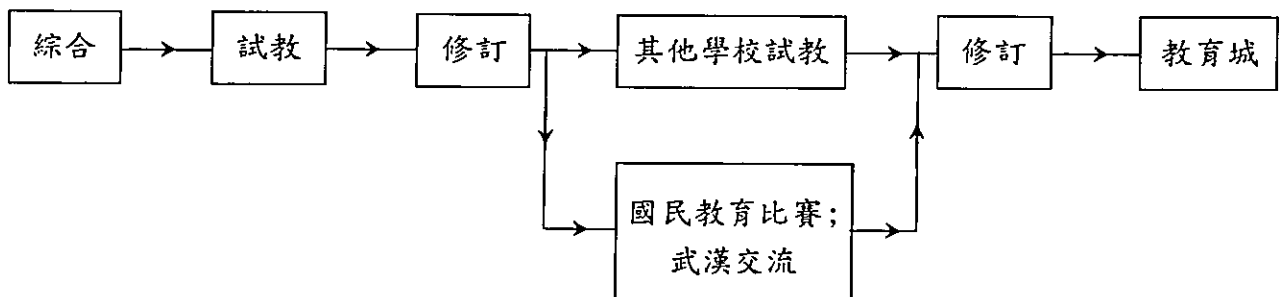 綜合
試教
修訂
其他學校試教
修訂
教育城
國民教育比賽;
武漢交流